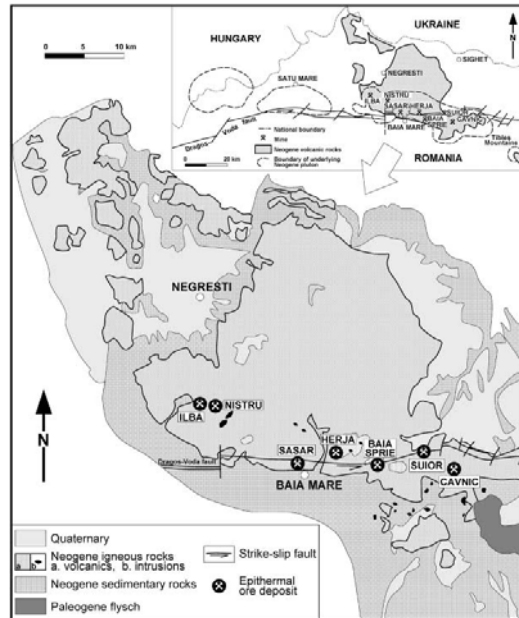 0 5 10 km
HUNGARY
UKRAINE
N
SIGHET
NEGRESTI
SATU MARE
NISTRU
ILBA
SASAR
HERJA
SUIOR
BAIA
SPRIE
CAVNIC
BAIA MARE
Dragos-Voda fault
Tibles
Mountains
National boundary
Mine
Neogene volcanic rocks
Boundary of underlying
Neogene pluton
ROMANIA
0 25 km
NEGRESTI
N
NISTRU
ILBA
HERJA
BAIA
SPRIE
SASAR
SUIOR
Dragos-Voda fault
BAIA MARE
CAVNIC
Quaternary
a b Neogene igneous rocks
a. volcanics, b. intrusions
Neogene sedimentary rocks
Paleogene flysch
Strike-slip fault
Epithermal
ore deposit